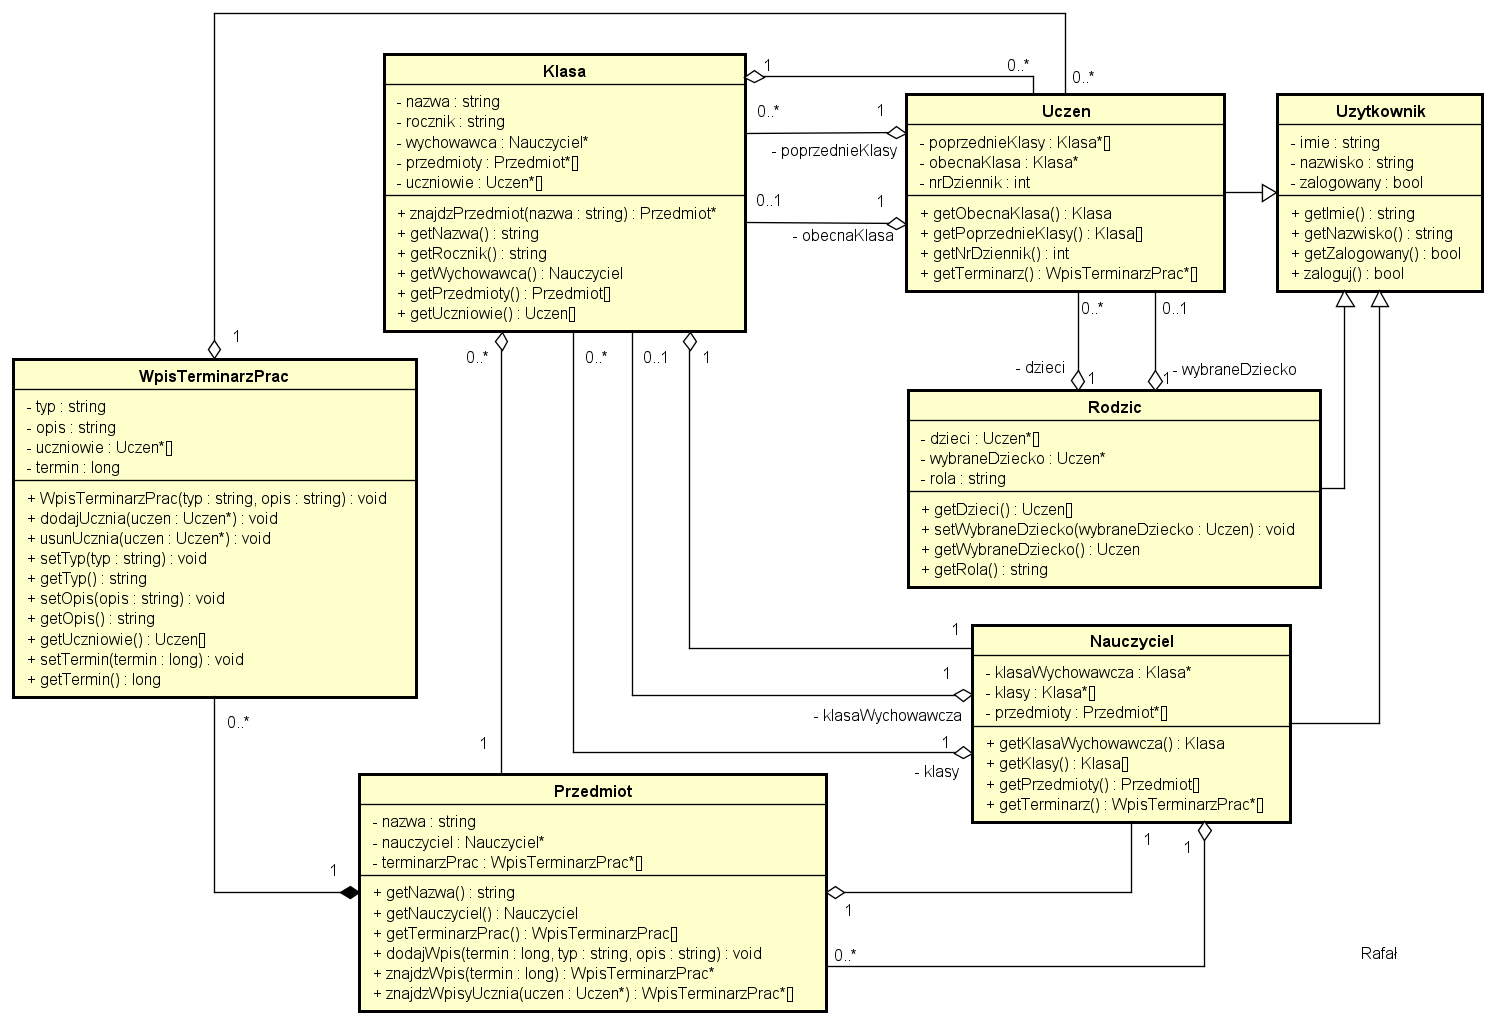 Klasa
- nazwa : string
- rocznik : string
- wychowawca : Nauczyciel*
- przedmioty : Przedmiot*[]
- uczniowie : Uczen*[]
+ znajdzPrzedmiot(nazwa : string) : Przedmiot*
+ getNazwa() : string
+ getRocznik() : string
+ getWychowawca() : Nauczyciel
+ getPrzedmioty() : Przedmiot[]
+ getUczniowie() : Uczen[]
1
0..*
0..*
0..*
1
- poprzednieKlasy
0..1
1
- obecnaKlasa
Uczen
- poprzednieKlasy : Klasa*[]
- obecnaKlasa : Klasa*
- nrDziennik : int
+ getObecnaKlasa() : Klasa
+ getPoprzednieKlasy() : Klasa[]
+ getNrDziennik() : int
+ getTerminarz() : WpisTerminarzPrac*[]
Uzytkownik
- imie : string
- nazwisko : string
- zalogowany : bool
+ getImie() : string
+ getNazwisko() : string
+ getZalogowany() : bool
+ zaloguj() : bool
0..*
0..1
- dzieci
1
1
- wybraneDziecko
1
0..*
0..*
0..1
1
WpisTerminarzPrac
- typ : string
- opis : string
- uczniowie : Uczen*[]
- termin : long
+ WpisTerminarzPrac(typ : string, opis : string) : void
+ dodajUcznia(uczen : Uczen*) : void
+ usunUcznia(uczen : Uczen*) : void
+ setTyp(typ : string) : void
+ getTyp() : string
+ setOpis(opis : string) : void
+ getOpis() : string
+ getUczniowie() : Uczen[]
+ setTermin(termin : long) : void
+ getTermin() : long
Rodzic
- dzieci : Uczen*[]
- wybraneDziecko : Uczen*
- rola : string
+ getDzieci() : Uczen[]
+ setWybraneDziecko(wybraneDziecko : Uczen) : void
+ getWybraneDziecko() : Uczen
+ getRola() : string
1
1
- klasaWychowawcza
1
- klasy
Nauczyciel
- klasaWychowawcza : Klasa*
- klasy : Klasa*[]
- przedmioty : Przedmiot*[]
+ getKlasaWychowawcza() : Klasa
+ getKlasy() : Klasa[]
+ getPrzedmioty() : Przedmiot[]
+ getTerminarz() : WpisTerminarzPrac*[]
0..*
1
1
Przedmiot
- nazwa : string
- nauczyciel : Nauczyciel*
- terminarzPrac : WpisTerminarzPrac*[]
+ getNazwa() : string
+ getNauczyciel() : Nauczyciel
+ getTerminarzPrac() : WpisTerminarzPrac[]
+ dodajWpis(termin : long, typ : string, opis : string) : void
+ znajdzWpis(termin : long) : WpisTerminarzPrac*
+ znajdzWpisyUcznia(uczen : Uczen*) : WpisTerminarzPrac*[]
1
1
1
0..*
Rafał